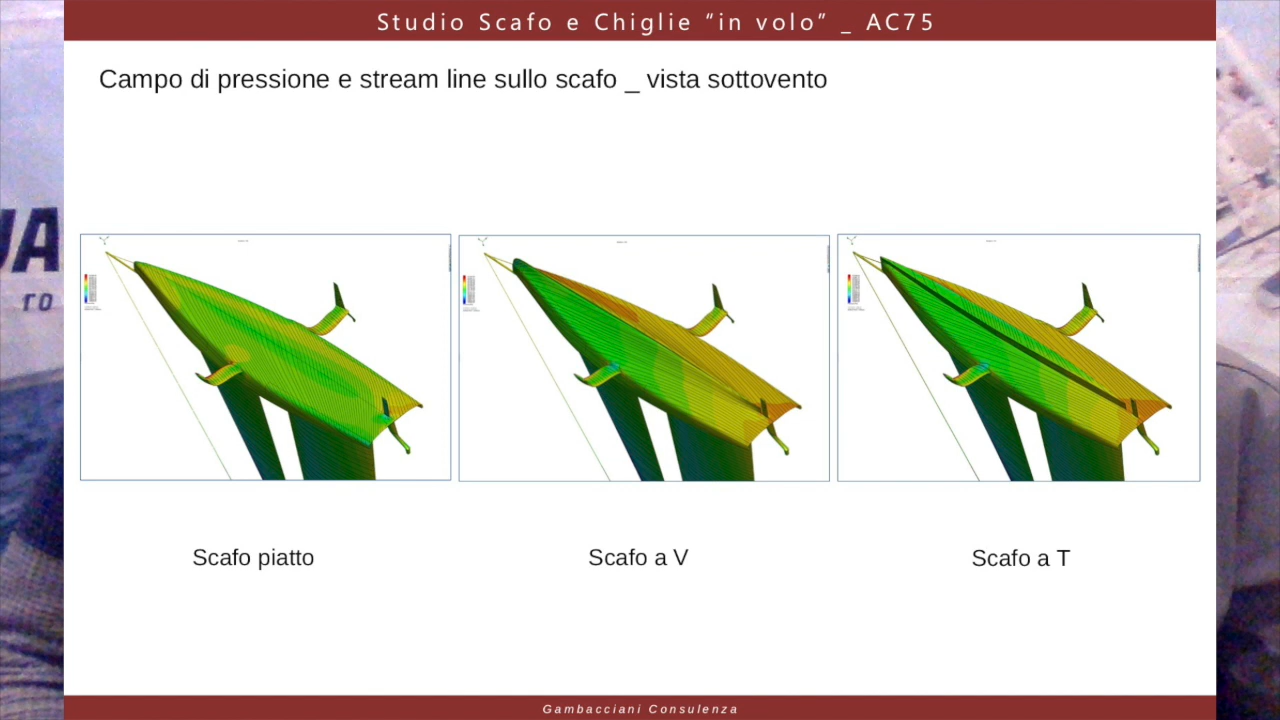 Studio Scafo e Chiglie “in volo” _ AC75
Campo di pressione e stream line sullo scafo _ vista sottovento
Scafo piatto
Scafo a V
Scafo a T
Gambacciani Consulenza